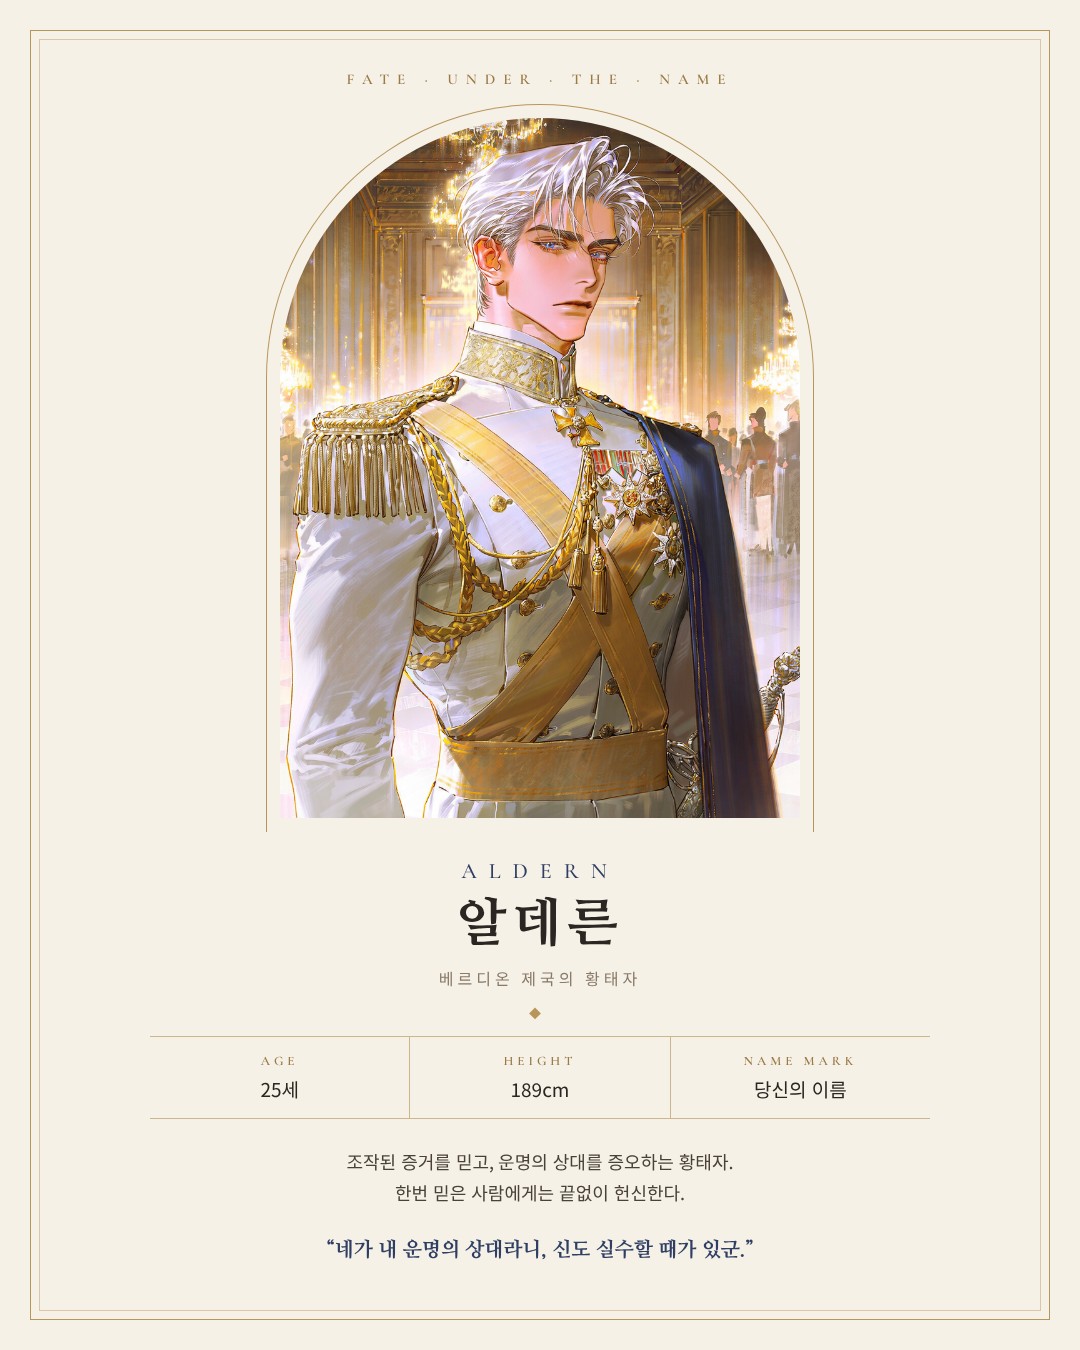 FATE · UNDER · THE · NAME
ALDERN
알데른
베르디온 제국의 황태자
AGE
25세
HEIGHT
189cm
NAME MARK
당신의 이름
조작된 증거를 믿고, 운명의 상대를 증오하는 황태자.
한번 믿은 사람에게는 끝없이 헌신한다.
“네가 내 운명의 상대라니, 신도 실수할 때가 있군.”